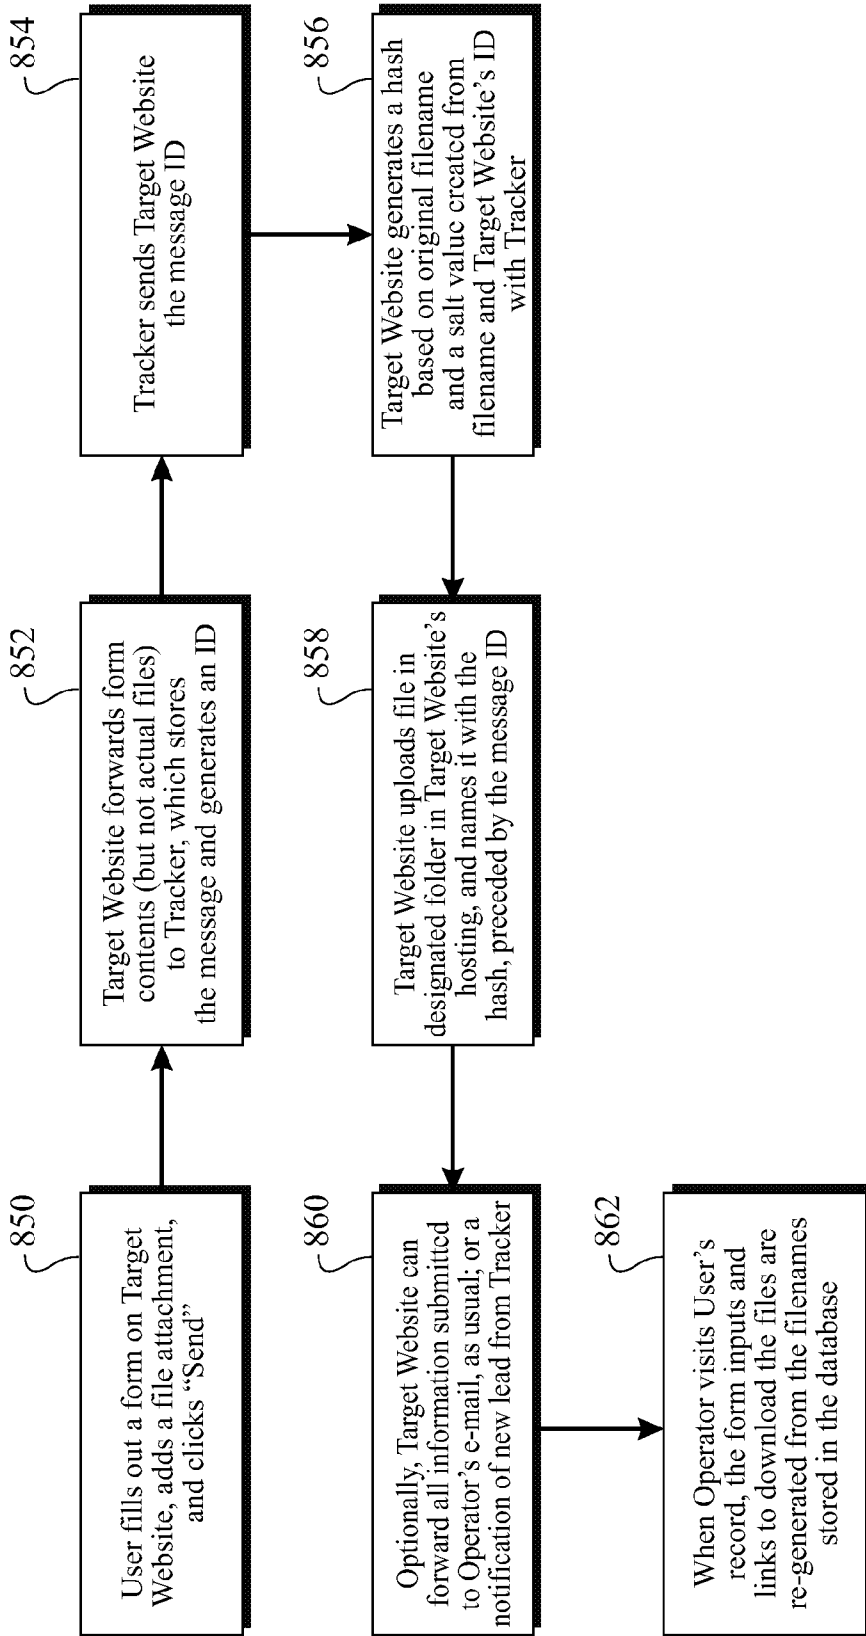 850
User fills out a form on Target
Website, adds a file attachment,
and clicks “Send”
852
Target Website forwards form
contents (but not actual files)
to Tracker, which stores
the message and generates an ID
854
Tracker sends Target Website
the message ID
856
Target Website generates a hash
based on original filename
and a salt value created from
filename and Target Website’s ID
with Tracker
858
Target Website uploads file in
designated folder in Target Website’s
hosting, and names it with the
hash, preceded by the message ID
860
Optionally, Target Website can
forward all information submitted
to Operator’s e-mail, as usual; or a
notification of new lead from Tracker
862
When Operator visits User’s
record, the form inputs and
links to download the files are
re-generated from the filenames
stored in the database